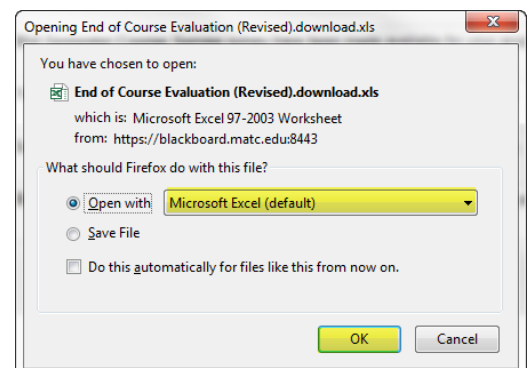 Opening End of Course Evaluation (Revised).download.xls
You have chosen to open:
End of Course Evaluation (Revised).download.xls
which is: Microsoft Excel 97-2003 Worksheet
from: https://blackboard.matc.edu:8443
What should Firefox do with this file?
Open with Microsoft Excel (default)
Save File
Do this automatically for files like this from now on.
OK Cancel